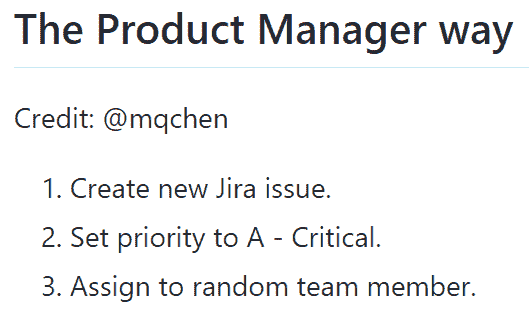 The Product Manager way
Credit: @mqchen
1. Create new Jira issue.
2. Set priority to A - Critical.
3. Assign to random team member.